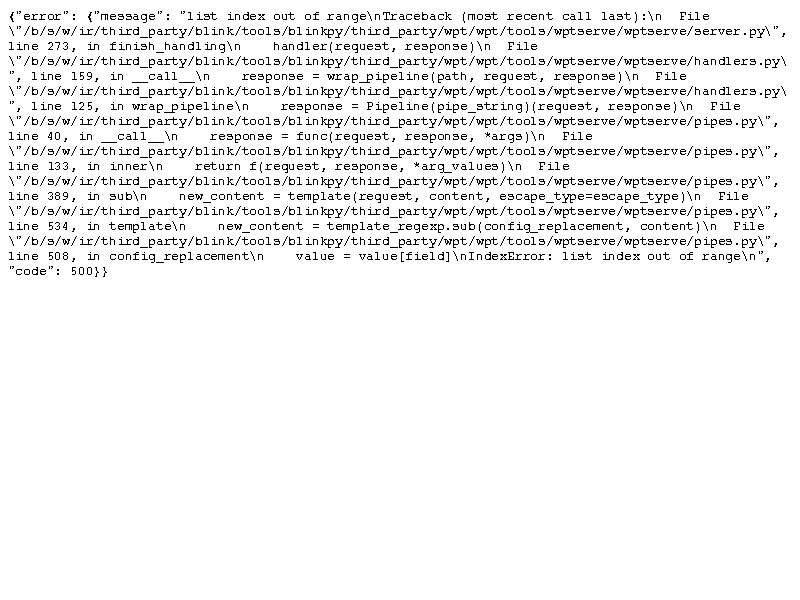 {"error": {"message": "list index out of range\nTraceback (most recent call last):\n  File
\"/b/s/w/ir/third_party/blink/tools/blinkpy/third_party/wpt/wpt/tools/wptserve/wptserve/server.py\",
line 273, in finish_handling\n    handler(request, response)\n  File
\"/b/s/w/ir/third_party/blink/tools/blinkpy/third_party/wpt/wpt/tools/wptserve/wptserve/handlers.py\
", line 159, in __call__\n    response = wrap_pipeline(path, request, response)\n  File
\"/b/s/w/ir/third_party/blink/tools/blinkpy/third_party/wpt/wpt/tools/wptserve/wptserve/handlers.py\
", line 125, in wrap_pipeline\n    response = Pipeline(pipe_string)(request, response)\n  File
\"/b/s/w/ir/third_party/blink/tools/blinkpy/third_party/wpt/wpt/tools/wptserve/wptserve/pipes.py\",
line 40, in __call__\n    response = func(request, response, *args)\n  File
\"/b/s/w/ir/third_party/blink/tools/blinkpy/third_party/wpt/wpt/tools/wptserve/wptserve/pipes.py\",
line 133, in inner\n    return f(request, response, *arg_values)\n  File
\"/b/s/w/ir/third_party/blink/tools/blinkpy/third_party/wpt/wpt/tools/wptserve/wptserve/pipes.py\",
line 389, in sub\n    new_content = template(request, content, escape_type=escape_type)\n  File
\"/b/s/w/ir/third_party/blink/tools/blinkpy/third_party/wpt/wpt/tools/wptserve/wptserve/pipes.py\",
line 534, in template\n    new_content = template_regexp.sub(config_replacement, content)\n  File
\"/b/s/w/ir/third_party/blink/tools/blinkpy/third_party/wpt/wpt/tools/wptserve/wptserve/pipes.py\",
line 508, in config_replacement\n    value = value[field]\nIndexError: list index out of range\n",
"code": 500}}